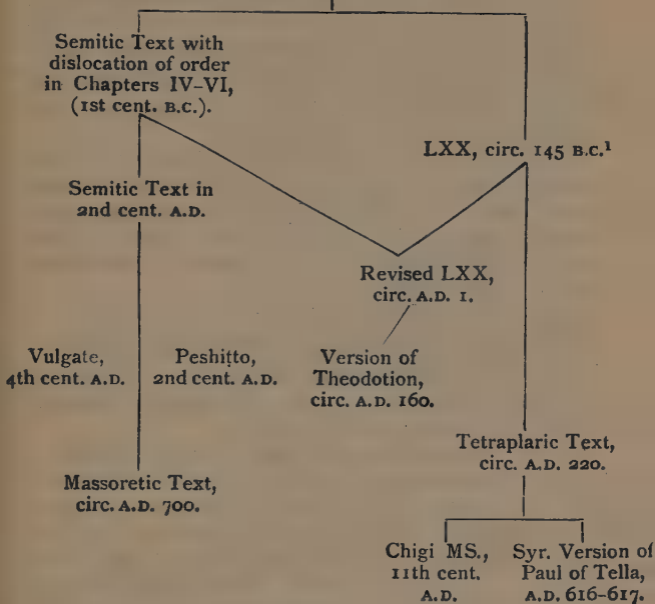 Semitic Text with
dislocation of order
in Chapters IV-VI,
(1st cent. B.C.).
LXX, circ. 145 B.C.¹
Semitic Text in
2nd cent. A.D.
Revised LXX,
circ. A.D. 1.
Vulgate,
4th cent. A.D.
Peshiṭto,
2nd cent. A.D.
Version of
Theodotion,
circ. A.D. 160.
Tetraplaric Text,
circ. A.D. 220.
Massoretic Text,
circ. A.D. 700.
Chigi MS.,
11th cent.
A.D.
Syr. Version of
Paul of Tella,
A.D. 616-617.